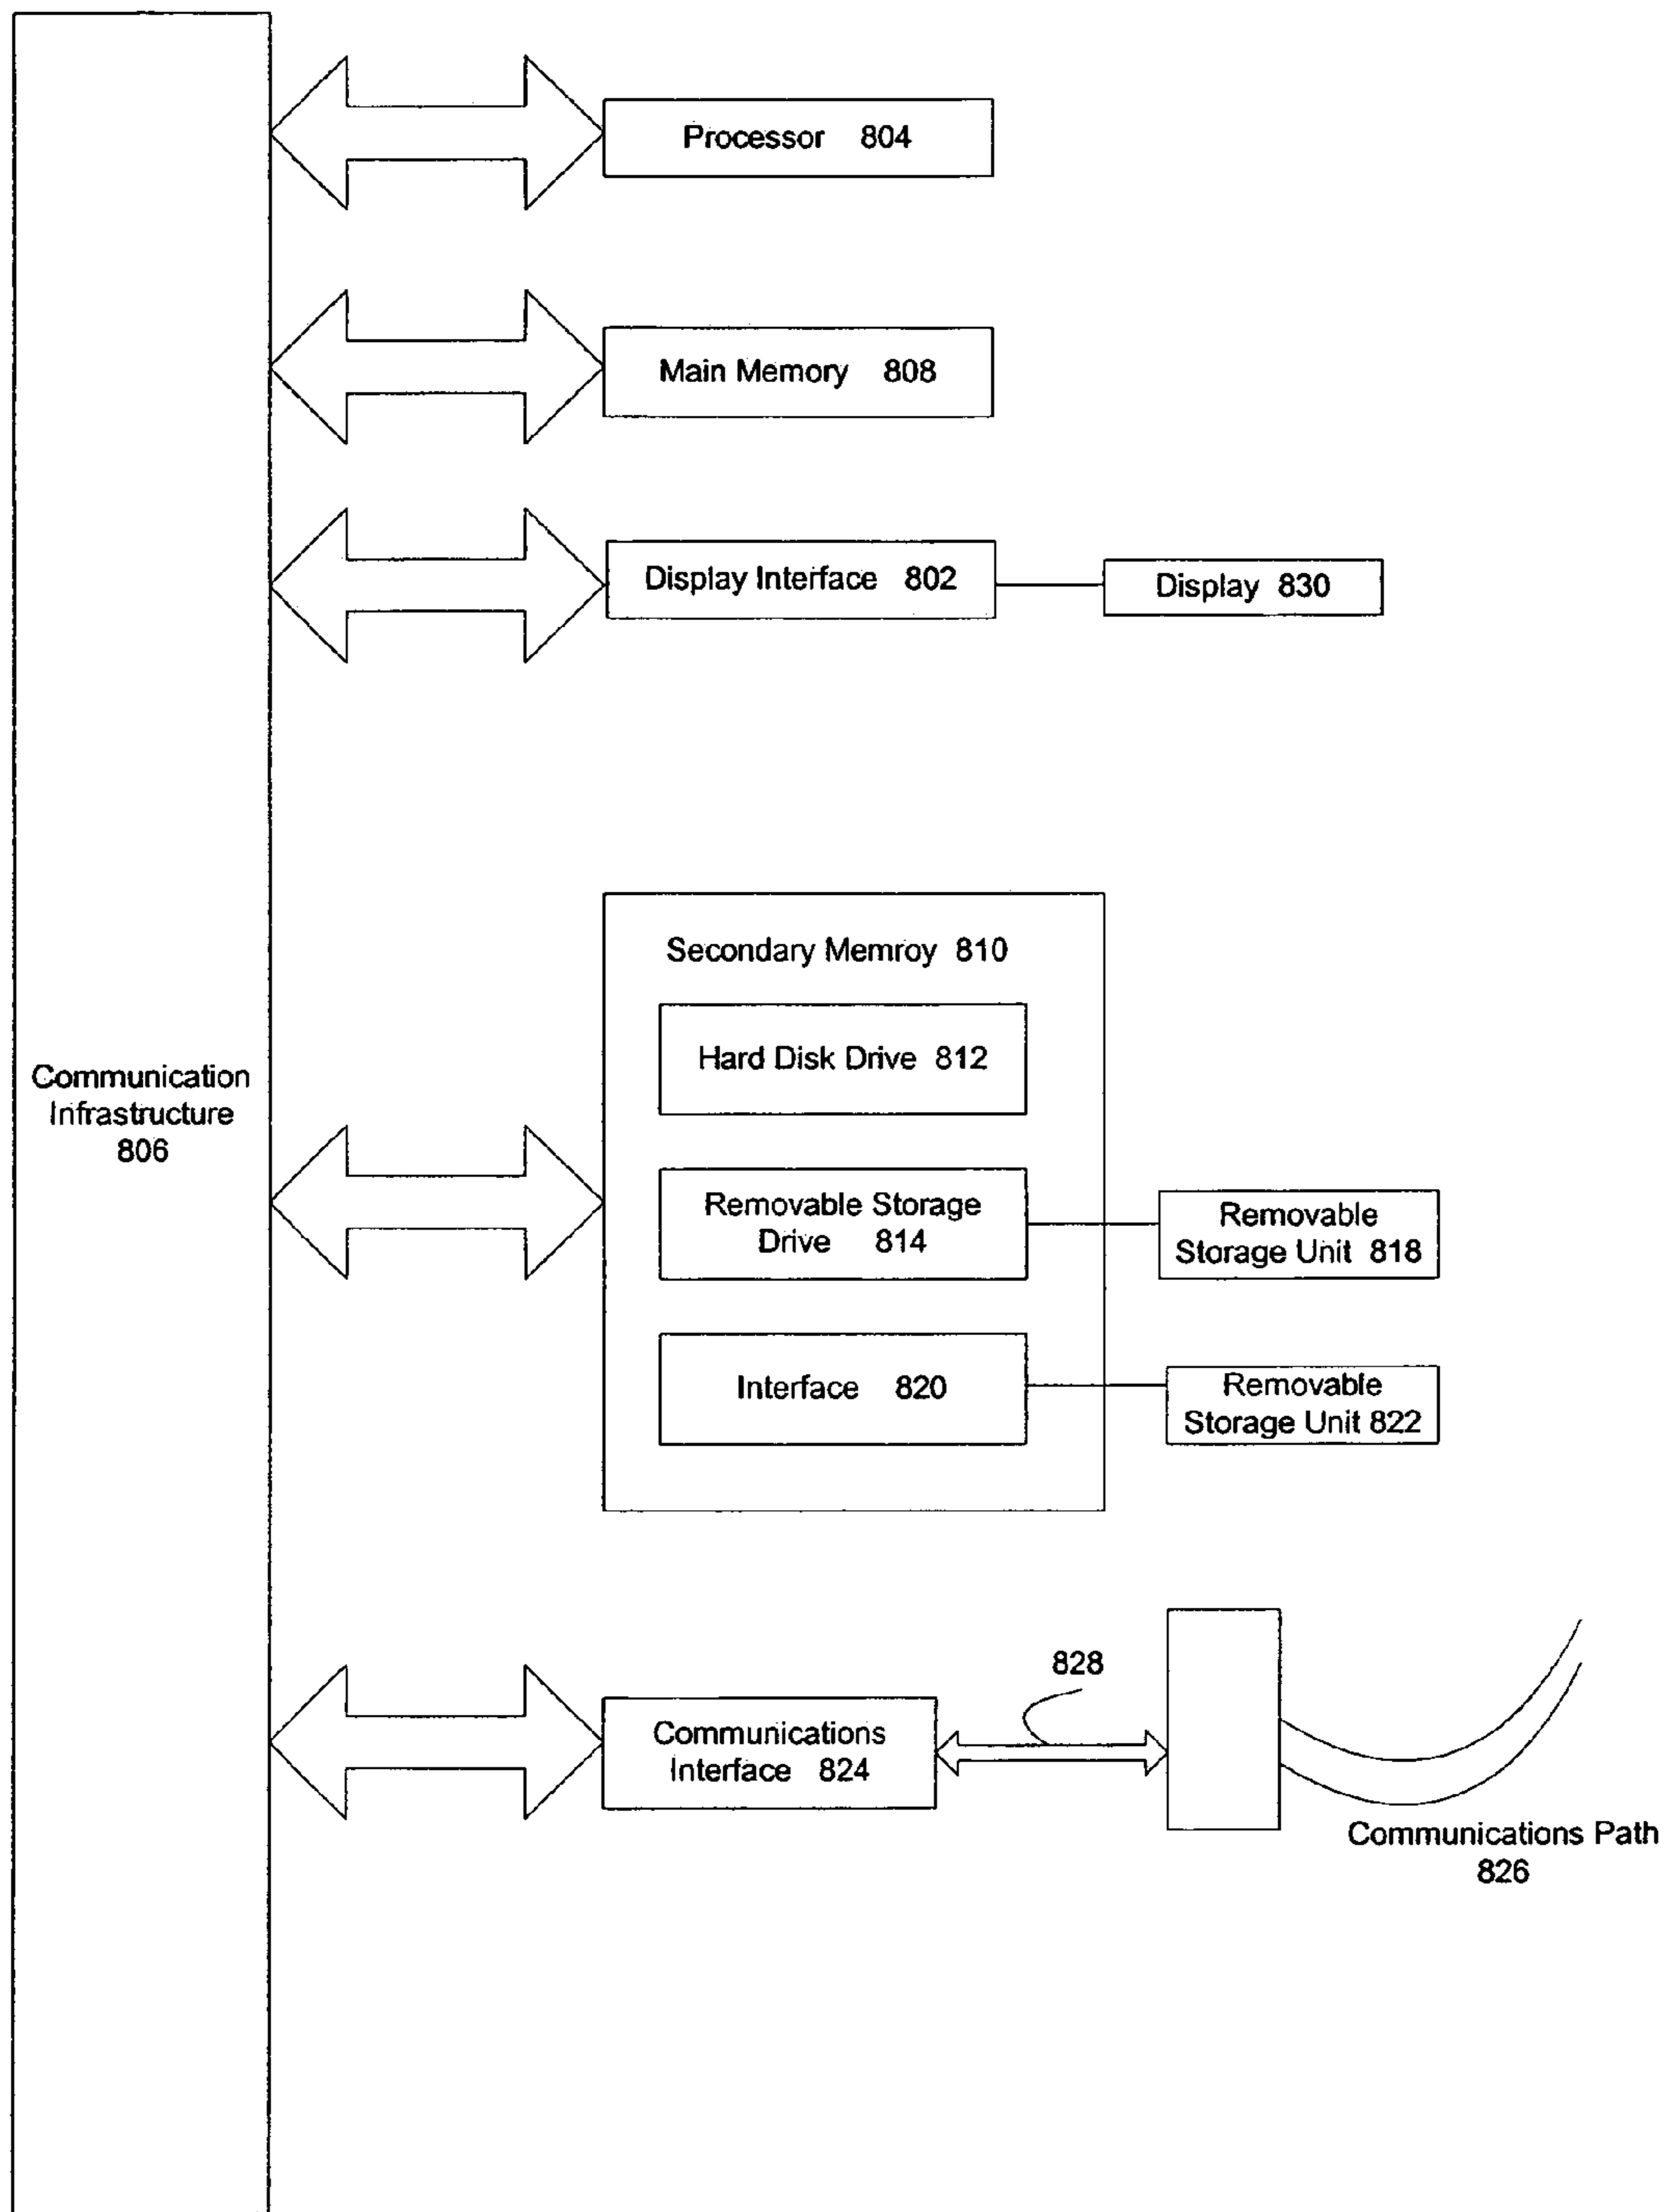 Processor 804
Main Memory 808
Display Interface 802
Display 830
Secondary Memroy 810
Hard Disk Drive 812
Communication
Infrastructure
806
Removable Storage
Drive 814
Removable
Storage Unit 818
Interface 820
Removable
Storage Unit 822
828
Communications
Interface 824
Communications Path
826